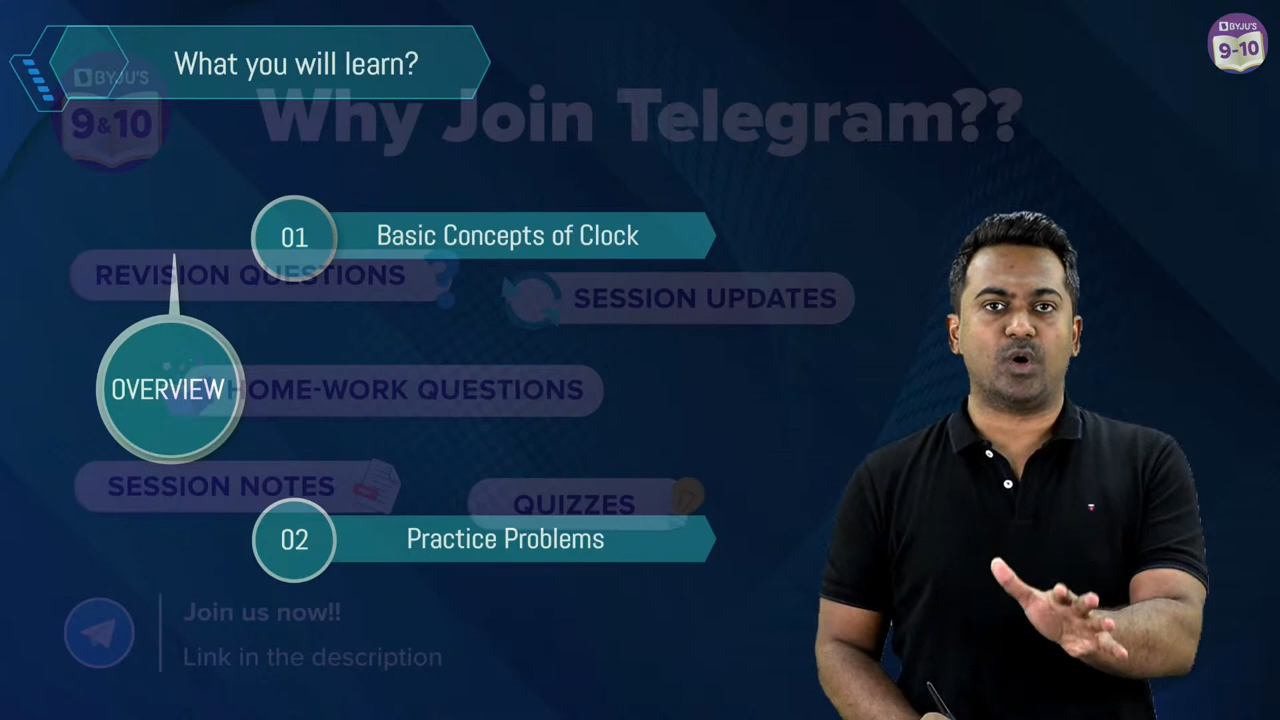 What you will learn?
BYJU'S
9-10
BYJU'S
9&10
Why Join Telegram??
01
Basic Concepts of Clock
REVISION QUESTIONS
SESSION UPDATES
OVERVIEW
HOME-WORK QUESTIONS
SESSION NOTES
QUIZZES
02
Practice Problems
Join us now!!
Link in the description